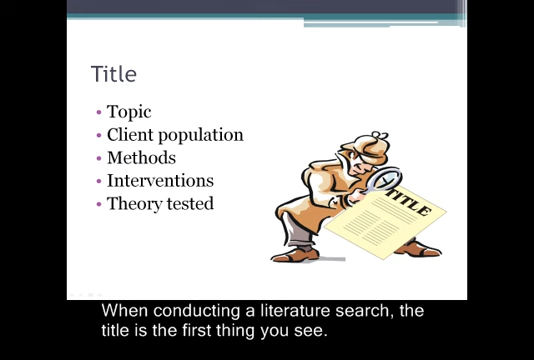 Title
• Topic
• Client population
• Methods
• Interventions
• Theory tested
TITLE
When conducting a literature search, the
title is the first thing you see.